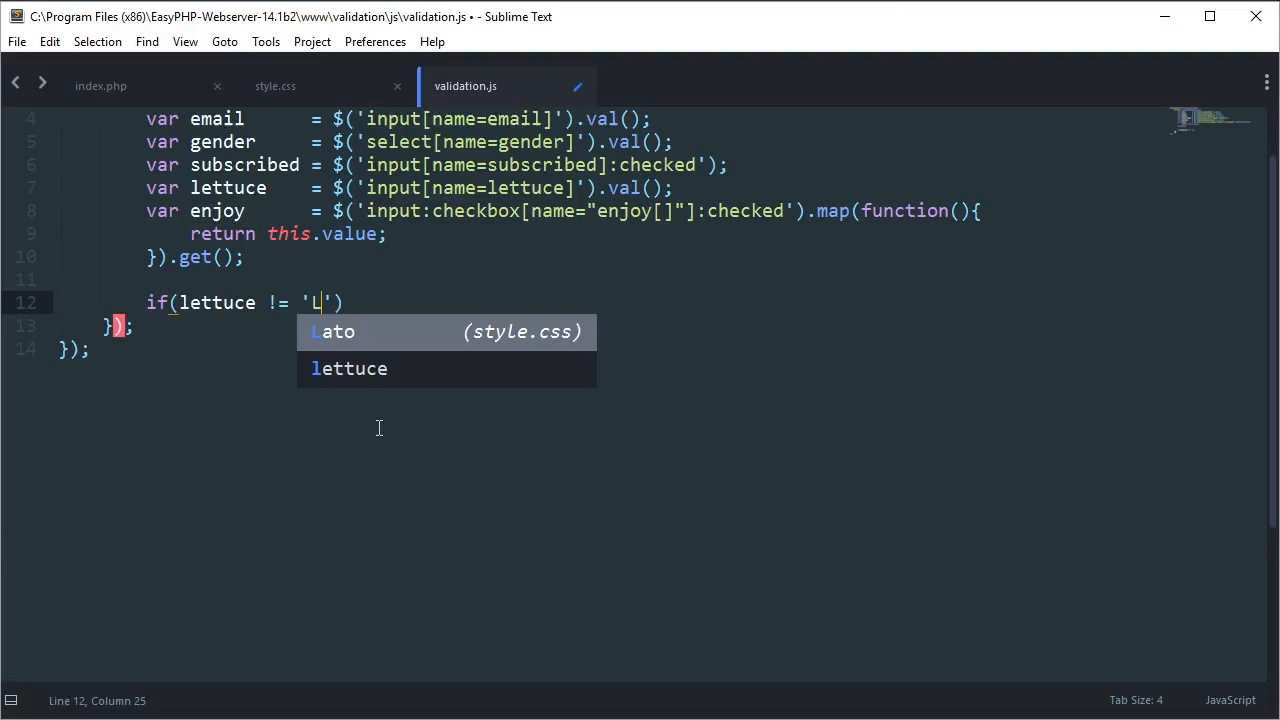 C:\Program Files (x86)\EasyPHP-Webserver-14.1b2\www\validation\js\validation.js • - Sublime Text
File Edit Selection Find View Goto Tools Project Preferences Help
index.php style.css validation.js
4 var email = $('input[name=email]').val();
5 var gender = $('select[name=gender]').val();
6 var subscribed = $('input[name=subscribed]:checked');
7 var lettuce = $('input[name=lettuce]').val();
8 var enjoy = $('input:checkbox[name="enjoy[]"]:checked').map(function(){
9 return this.value;
10 }).get();
11
12 if(lettuce != 'L')
Lato (style.css)
13 });
14 });
lettuce
Line 12, Column 25 Tab Size: 4 JavaScript